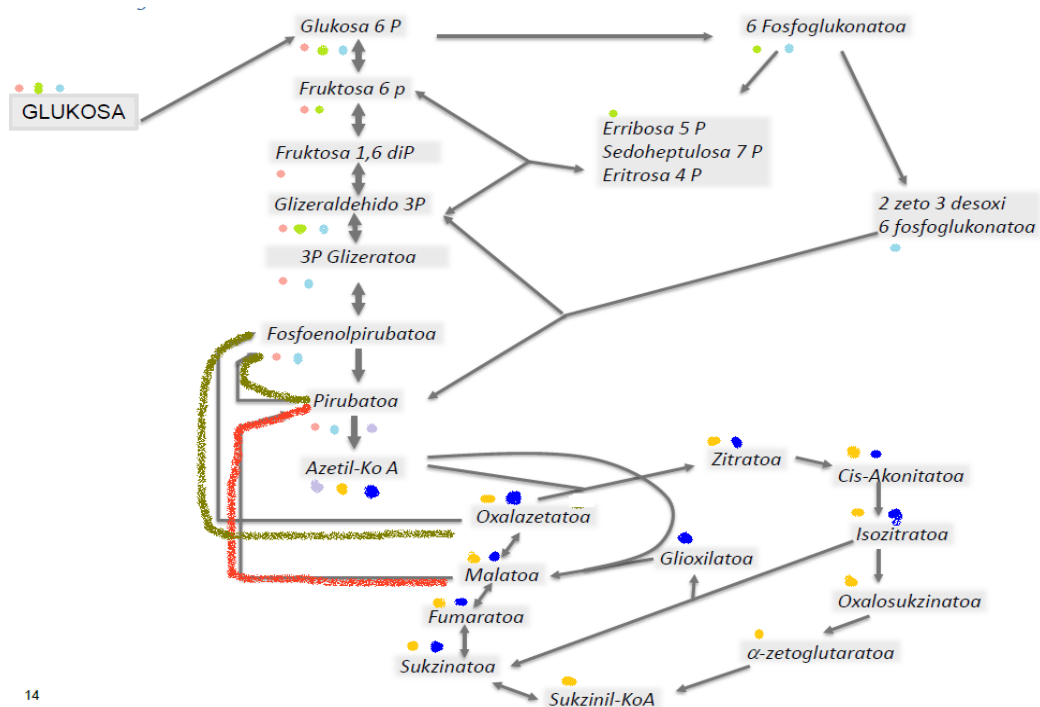 Glukosa 6 P
6 Fosfoglukonatoa
GLUKOSA
Fruktosa 6 p
Erribosa 5 P
Sedoheptulosa 7 P
Eritrosa 4 P
Fruktosa 1,6 diP
Glizeraldehido 3P
2 zeto 3 desoxi
6 fosfoglukonatoa
3P Glizeratoa
Fosfoenolpirubatoa
Pirubatoa
Azetil-Ko A
Zitratoa
Cis-Akonitatoa
Oxalazetatoa
Isozitratoa
Glioxilatoa
Malatoa
Oxalosukzinatoa
Fumaratoa
α-zetoglutaratoa
Sukzinatoa
Sukzinil-KoA
14